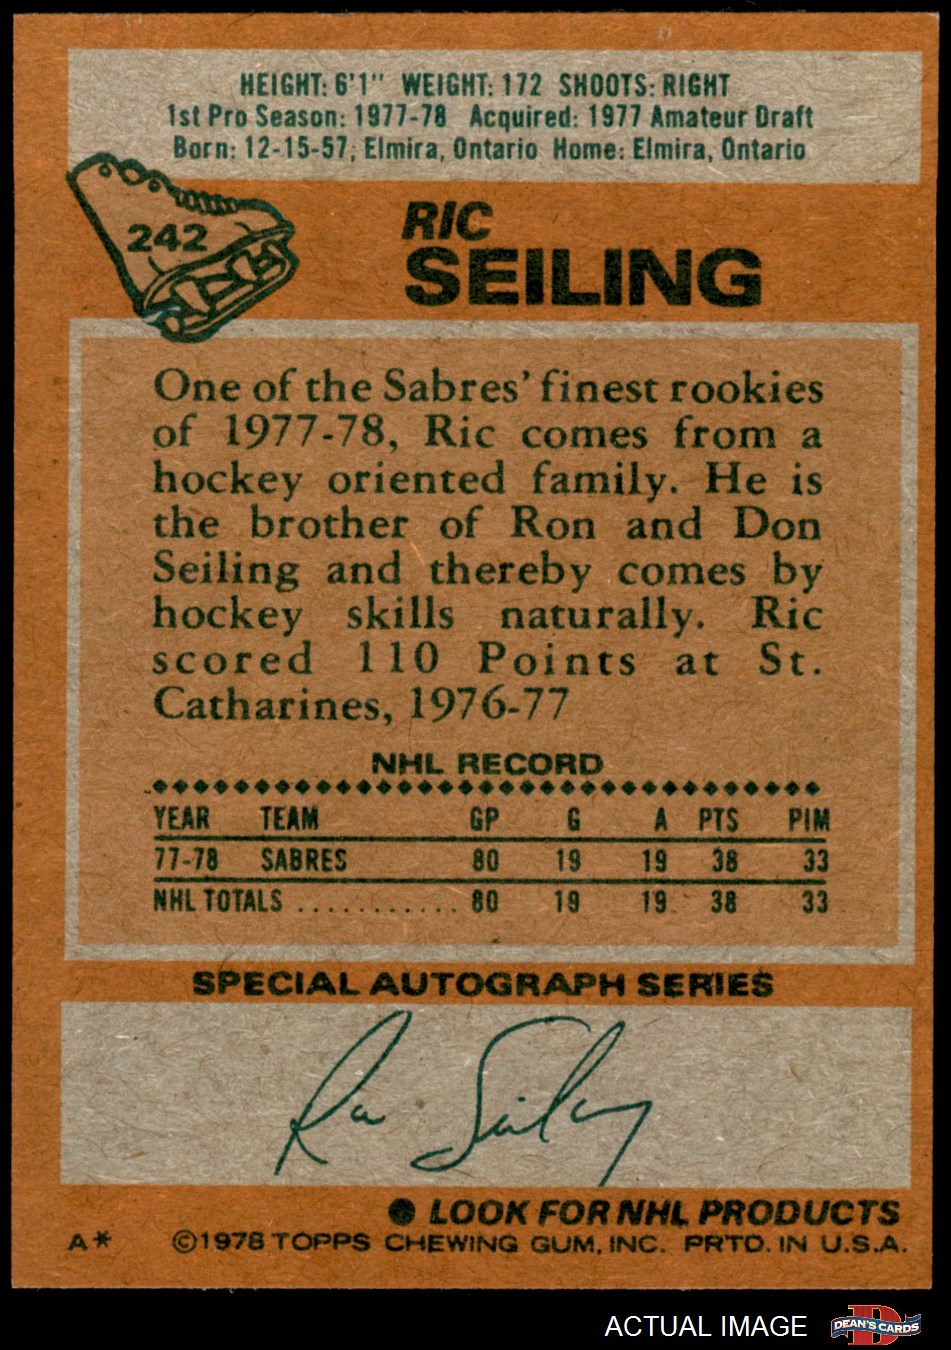 HEIGHT: 6'1" WEIGHT: 172 SHOOTS: RIGHT
1st Pro Season: 1977-78 Acquired: 1977 Amateur Draft
Born: 12-15-57, Elmira, Ontario Home: Elmira, Ontario
242
RIC
SEILING
One of the Sabres' finest rookies
of 1977-78, Ric comes from a
hockey oriented family. He is
the brother of Ron and Don
Seiling and thereby comes by
hockey skills naturally. Ric
scored 110 Points at St.
Catharines, 1976-77
NHL RECORD
YEAR TEAM GP G A PTS PIM
77-78 SABRES 80 19 19 38 33
NHL TOTALS ............ 80 19 19 38 33
SPECIAL AUTOGRAPH SERIES
Ric Seiling
● LOOK FOR NHL PRODUCTS
A* ©1978 TOPPS CHEWING GUM, INC. PRTD. IN U.S.A.
ACTUAL IMAGE D DEAN'S CARDS